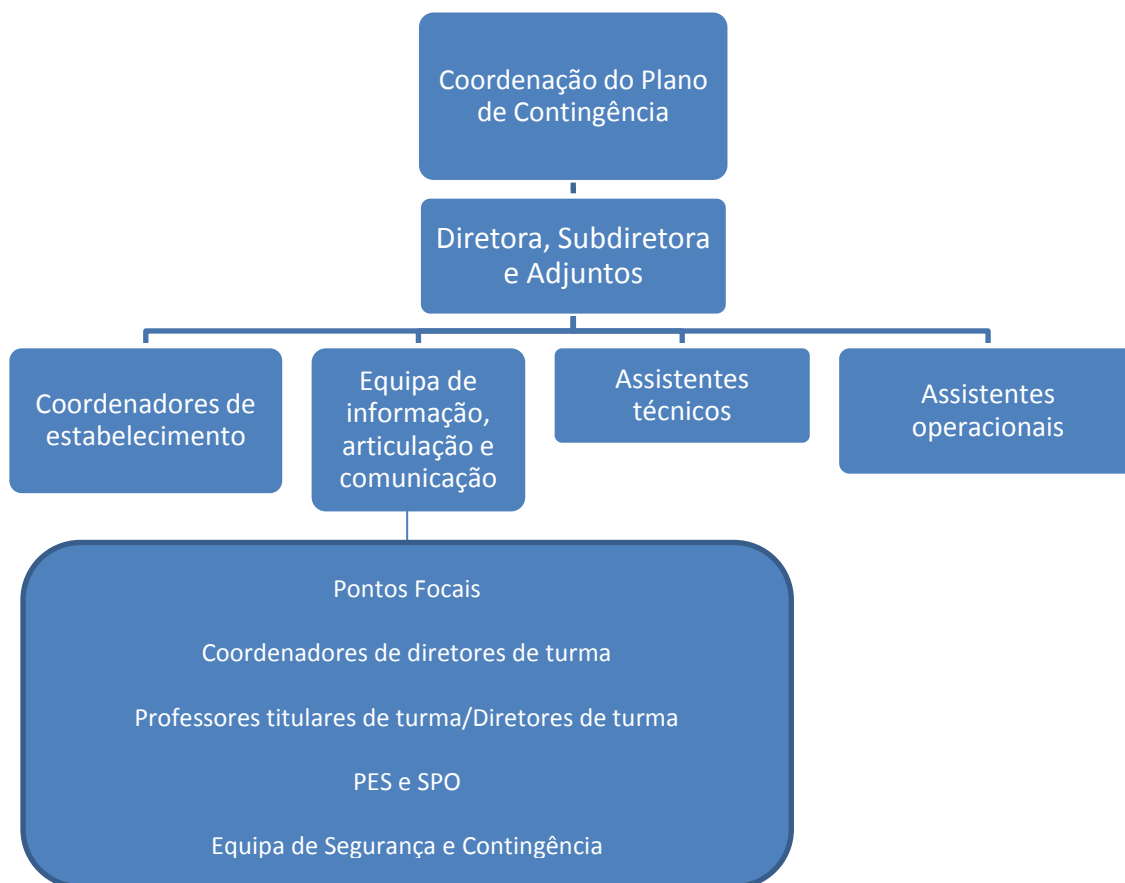 Coordenação do Plano
de Contingência
Diretora, Subdiretora
e Adjuntos
Coordenadores de
estabelecimento
Equipa de
informação,
articulação e
comunicação
Assistentes
técnicos
Assistentes
operacionais
Pontos Focais
Coordenadores de diretores de turma
Professores titulares de turma/Diretores de turma
PES e SPO
Equipa de Segurança e Contingência